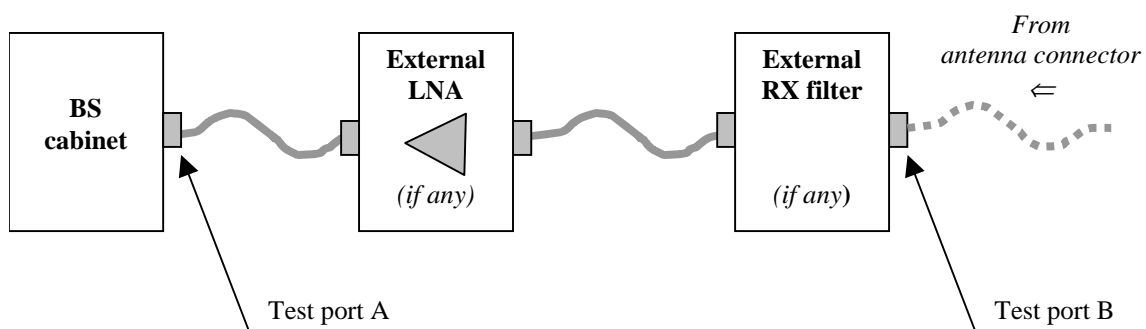 BS
cabinet
External
LNA
(if any)
External
RX filter
(if any)
From
antenna connector
⇐
Test port A
Test port B